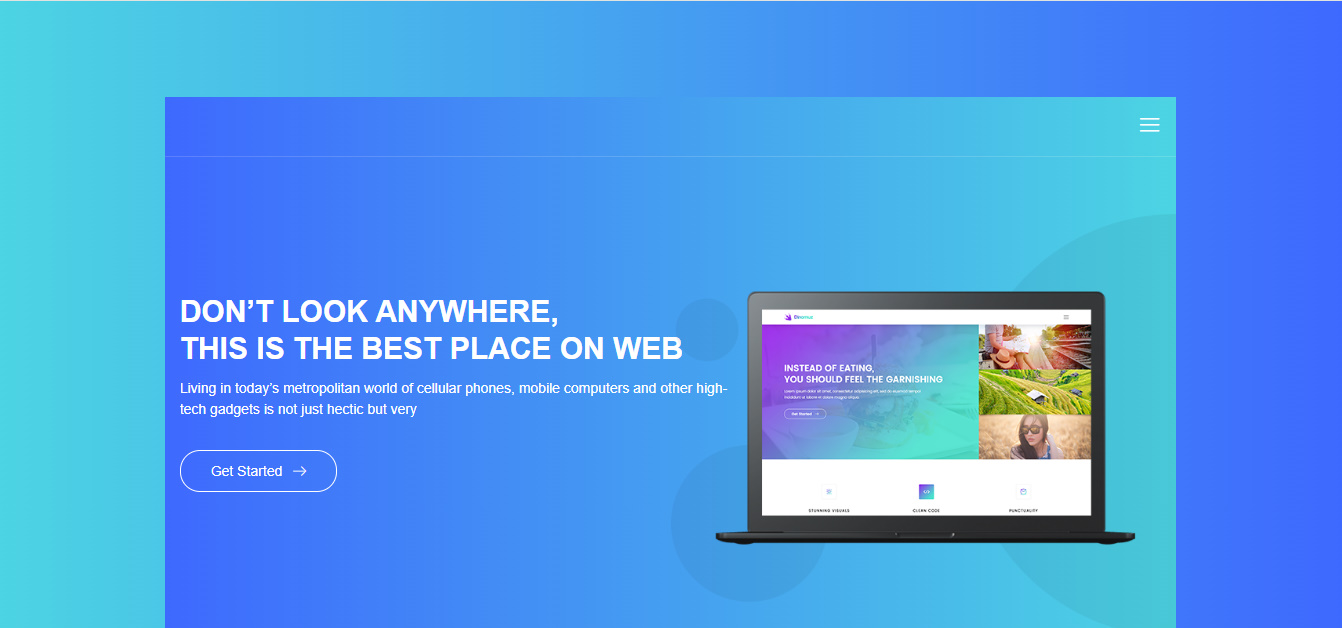 DON’T LOOK ANYWHERE,
THIS IS THE BEST PLACE ON WEB
Living in today’s metropolitan world of cellular phones, mobile computers and other high-
tech gadgets is not just hectic but very
Get Started
INSTEAD OF EATING,
YOU SHOULD FEEL THE GARNISHING
Get Started
STUNNING VISUALS
CLEAN CODE
PUNCTUALITY